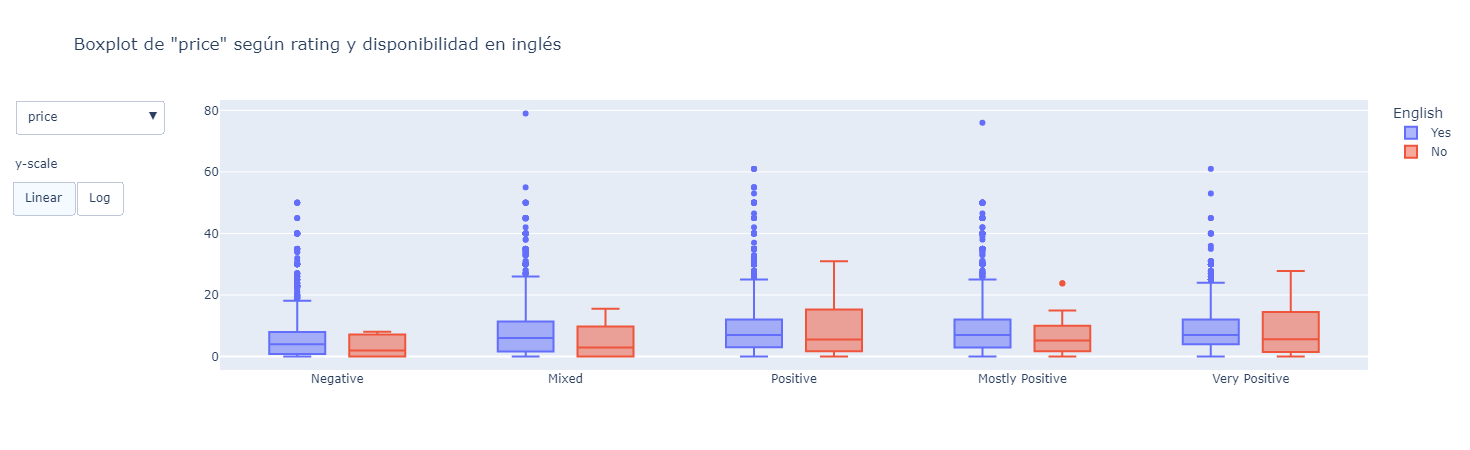 Boxplot de "price" según rating y disponibilidad en inglés
price ▼
y-scale
Linear Log
80
60
40
20
0
Negative Mixed Positive Mostly Positive Very Positive
English
Yes
No